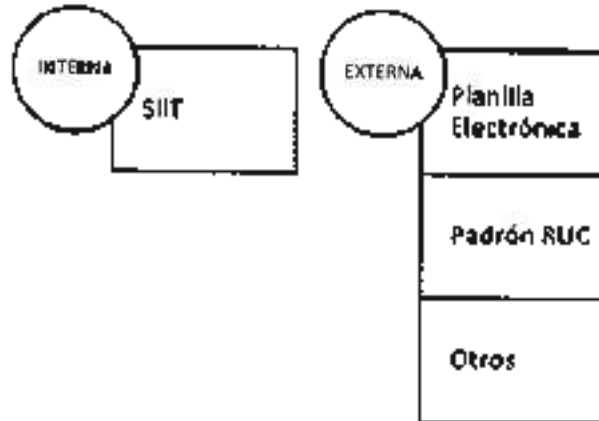 INTERNA
SIIT
EXTERNA
Planilla
Electrónica
Padrón RUC
Otros